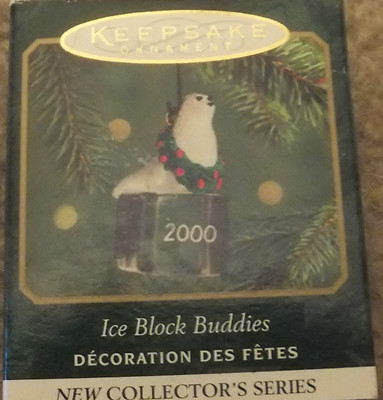 KEEPSAKE
ORNAMENT
2000
Ice Block Buddies
DÉCORATION DES FÊTES
NEW COLLECTOR'S SERIES